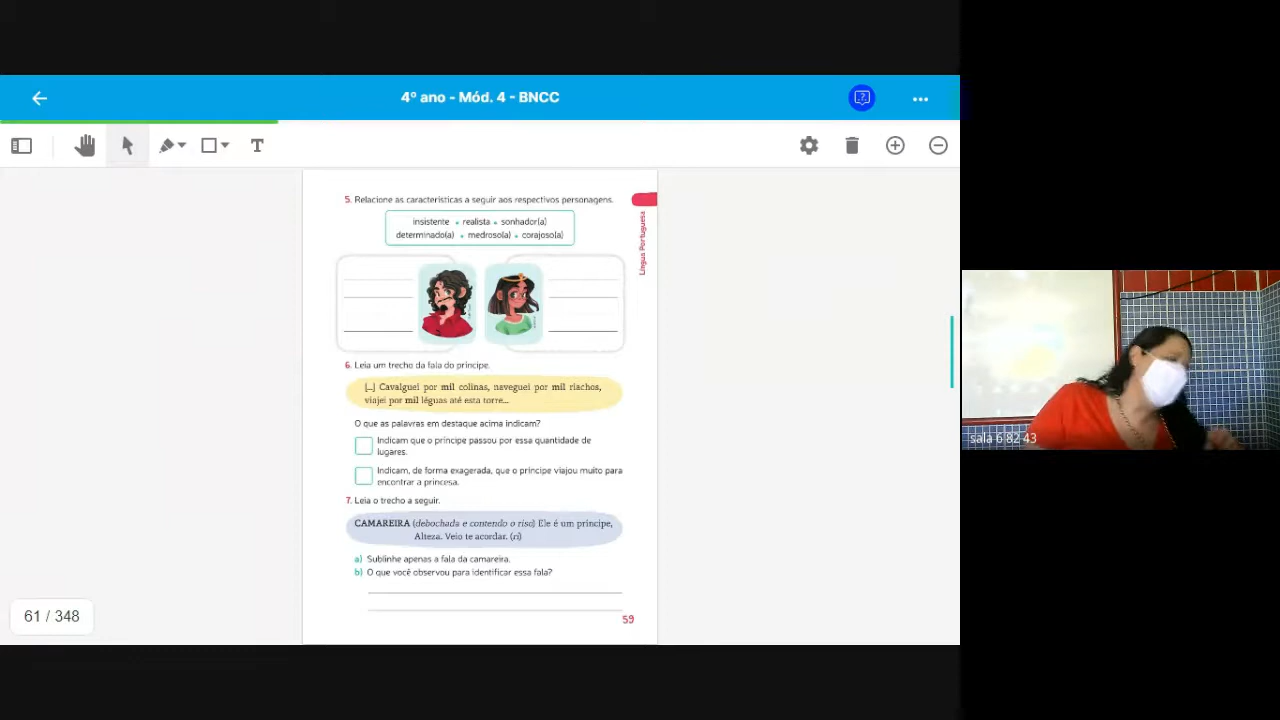 4º ano - Mód. 4 - BNCC
T
5. Relacione as características a seguir aos respectivos personagens.
insistente • realista • sonhador(a)
determinado(a) • medroso(a) • corajoso(a)
Língua Portuguesa
6. Leia um trecho da fala do príncipe.
[...] Cavalguei por mil colinas, naveguei por mil riachos,
viajei por mil léguas até esta torre...
O que as palavras em destaque acima indicam?
Indicam que o príncipe passou por essa quantidade de
lugares.
Indicam, de forma exagerada, que o príncipe viajou muito para
encontrar a princesa.
7. Leia o trecho a seguir.
CAMAREIRA (debochada e contendo o riso) Ele é um príncipe,
Alteza. Veio te acordar. (ri)
a) Sublinhe apenas a fala da camareira.
b) O que você observou para identificar essa fala?
59
61 / 348
sala 6 82 43